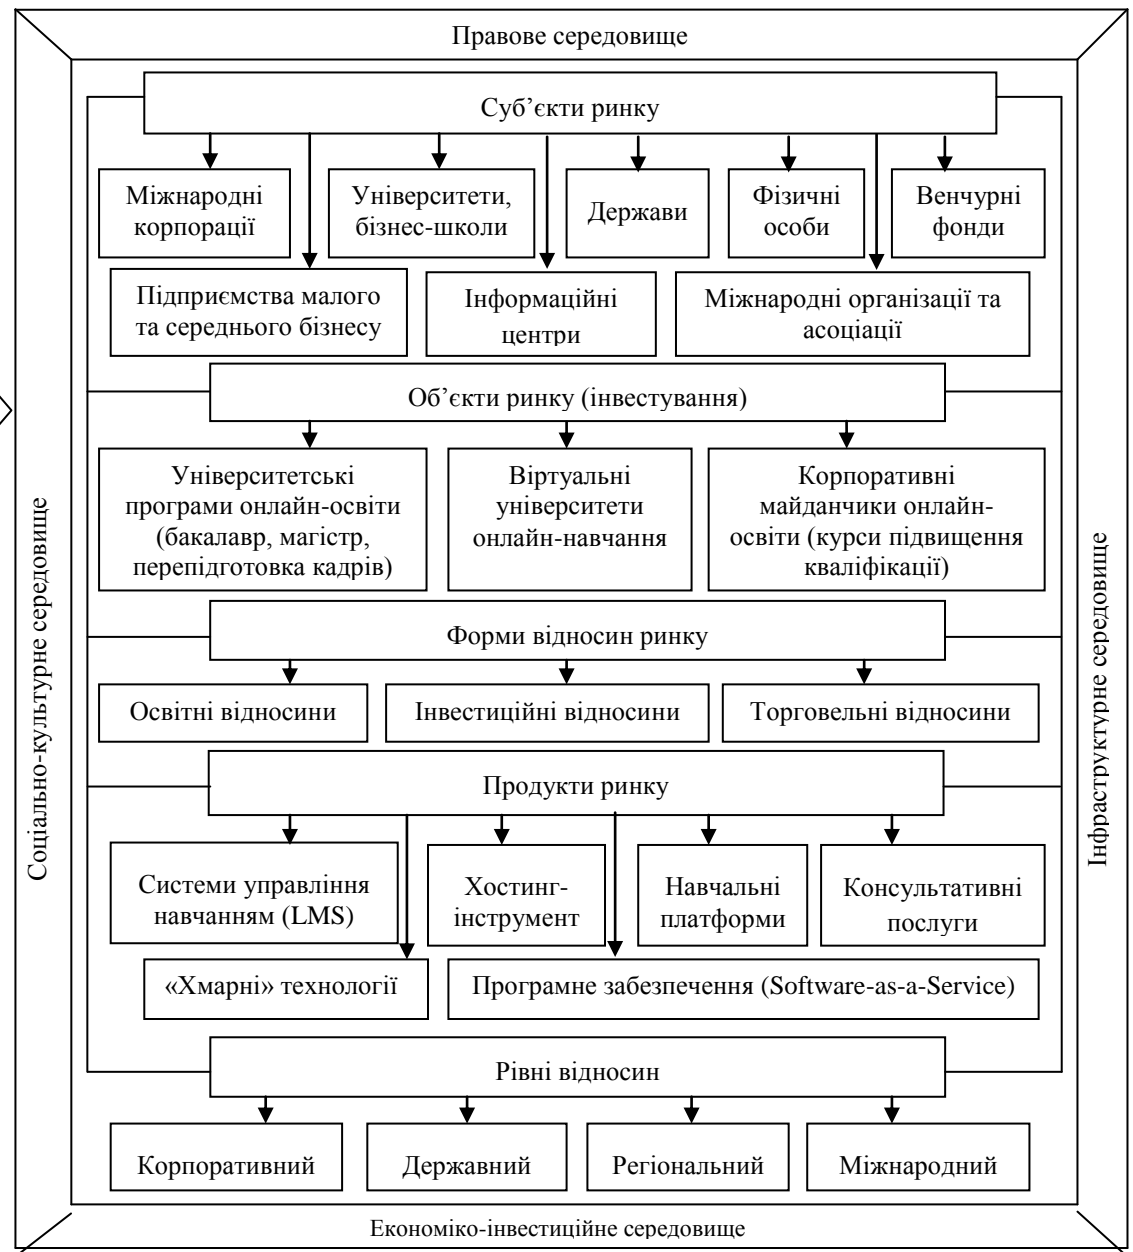 Правове середовище
Суб’єкти ринку
Міжнародні
корпорації
Університети,
бізнес-школи
Держави
Фізичні
особи
Венчурні
фонди
Підприємства малого
та середнього бізнесу
Інформаційні
центри
Міжнародні організації та
асоціації
Об’єкти ринку (інвестування)
Університетські
програми онлайн-освіти
(бакалавр, магістр,
перепідготовка кадрів)
Віртуальні
університети
онлайн-навчання
Корпоративні
майданчики онлайн-
освіти (курси підвищення
кваліфікації)
Форми відносин ринку
Освітні відносини
Інвестиційні відносини
Торговельні відносини
Продукти ринку
Системи управління
навчанням (LMS)
Хостинг-
інструмент
Навчальні
платформи
Консультативні
послуги
«Хмарні» технології
Програмне забезпечення (Software-as-a-Service)
Рівні відносин
Корпоративний
Державний
Регіональний
Міжнародний
Соціально-культурне середовище
Інфраструктурне середовище
Економіко-інвестиційне середовище